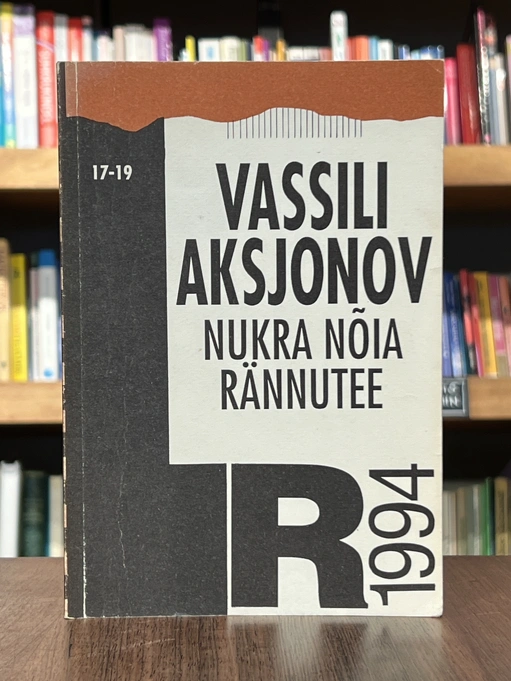 17-19
VASSILI
AKSJONOV
NUKRA NÕIA
RÄNNUTEE
LR
1994